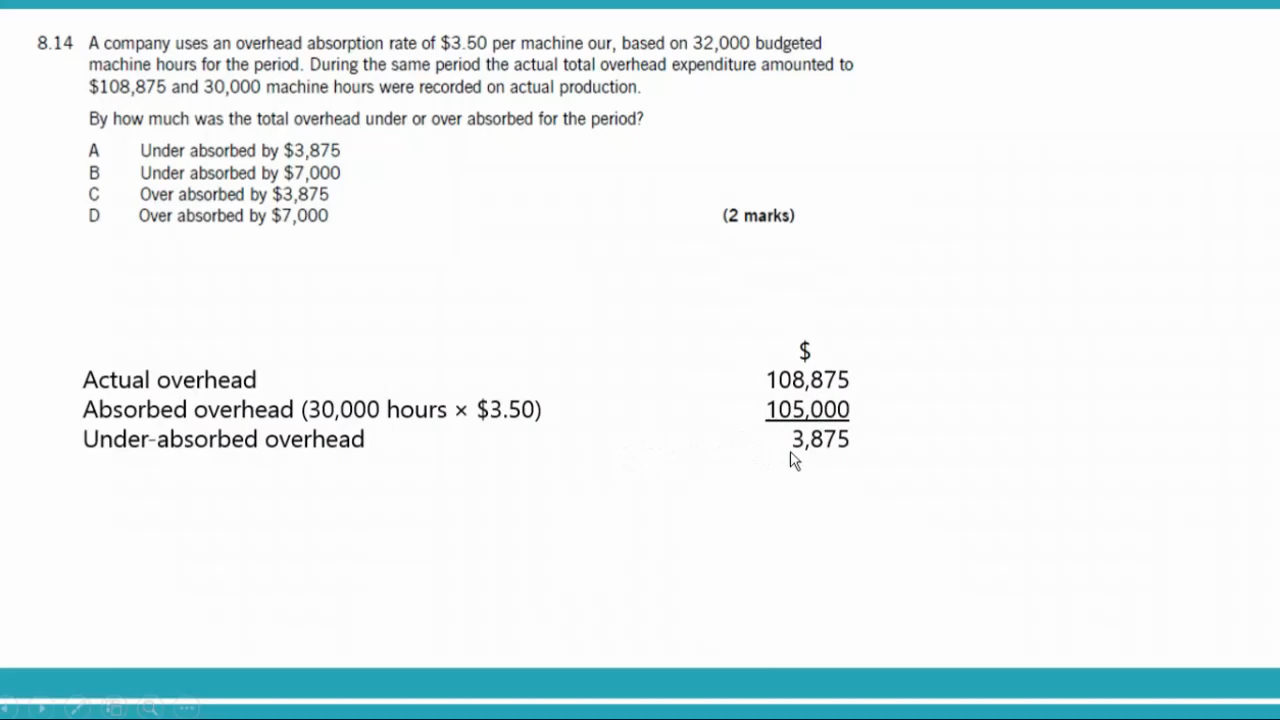 8.14 A company uses an overhead absorption rate of $3.50 per machine our, based on 32,000 budgeted
machine hours for the period. During the same period the actual total overhead expenditure amounted to
$108,875 and 30,000 machine hours were recorded on actual production.
By how much was the total overhead under or over absorbed for the period?
A Under absorbed by $3,875
B Under absorbed by $7,000
C Over absorbed by $3,875
D Over absorbed by $7,000 (2 marks)
$
Actual overhead 108,875
Absorbed overhead (30,000 hours × $3.50) 105,000
Under-absorbed overhead 3,875